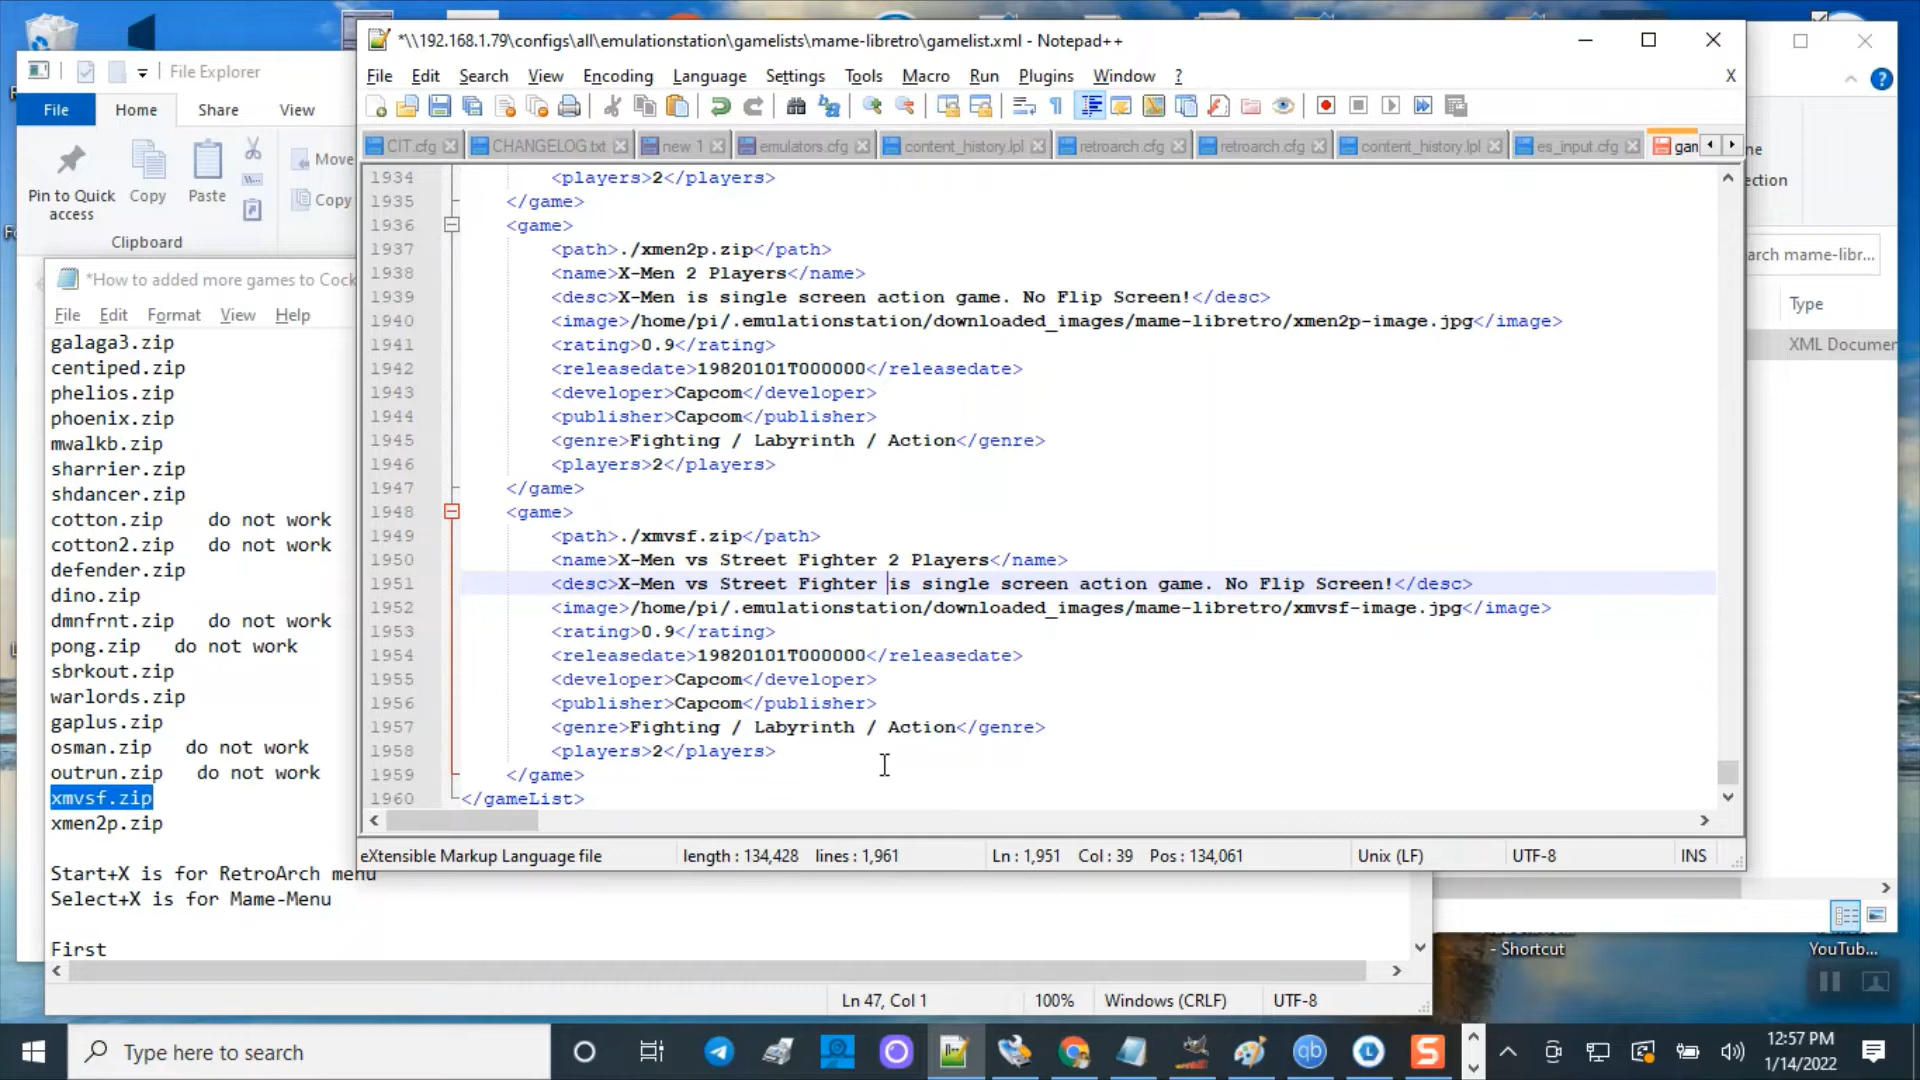 *\\192.168.1.79\configs\all\emulationstation\gamelists\mame-libretro\gamelist.xml - Notepad++
File Edit Search View Encoding Language Settings Tools Macro Run Plugins Window ? X
CIT.cfg CHANGELOG.txt new 1 emulators.cfg content_history.lpl retroarch.cfg retroarch.cfg content_history.lpl es_input.cfg gam
1934 <players>2</players>
1935 </game>
1936 <game>
1937 <path>./xmen2p.zip</path>
1938 <name>X-Men 2 Players</name>
1939 <desc>X-Men is single screen action game. No Flip Screen!</desc>
1940 <image>/home/pi/.emulationstation/downloaded_images/mame-libretro/xmen2p-image.jpg</image>
1941 <rating>0.9</rating>
1942 <releasedate>19820101T000000</releasedate>
1943 <developer>Capcom</developer>
1944 <publisher>Capcom</publisher>
1945 <genre>Fighting / Labyrinth / Action</genre>
1946 <players>2</players>
1947 </game>
1948 <game>
1949 <path>./xmvsf.zip</path>
1950 <name>X-Men vs Street Fighter 2 Players</name>
1951 <desc>X-Men vs Street Fighter is single screen action game. No Flip Screen!</desc>
1952 <image>/home/pi/.emulationstation/downloaded_images/mame-libretro/xmvsf-image.jpg</image>
1953 <rating>0.9</rating>
1954 <releasedate>19820101T000000</releasedate>
1955 <developer>Capcom</developer>
1956 <publisher>Capcom</publisher>
1957 <genre>Fighting / Labyrinth / Action</genre>
1958 <players>2</players>
1959 </game>
1960 </gameList>
eXtensible Markup Language file length : 134,428 lines : 1,961 Ln : 1,951 Col : 39 Pos : 134,061 Unix (LF) UTF-8 INS
File Explorer
File Home Share View
Pin to Quick access
Copy
Paste
Move
Copy
Clipboard
arch mame-libr...
Type
XML Documen
*How to added more games to Cock
File Edit Format View Help
galaga3.zip
centiped.zip
phelios.zip
phoenix.zip
mwalkb.zip
sharrier.zip
shdancer.zip
cotton.zip do not work
cotton2.zip do not work
defender.zip
dino.zip
dmnfrnt.zip do not work
pong.zip do not work
sbrkout.zip
warlords.zip
gaplus.zip
osman.zip do not work
outrun.zip do not work
xmvsf.zip
xmen2p.zip
Start+X is for RetroArch menu
Select+X is for Mame-Menu
First
Ln 47, Col 1 100% Windows (CRLF) UTF-8
- Shortcut
YouTub...
Type here to search
12:57 PM
1/14/2022